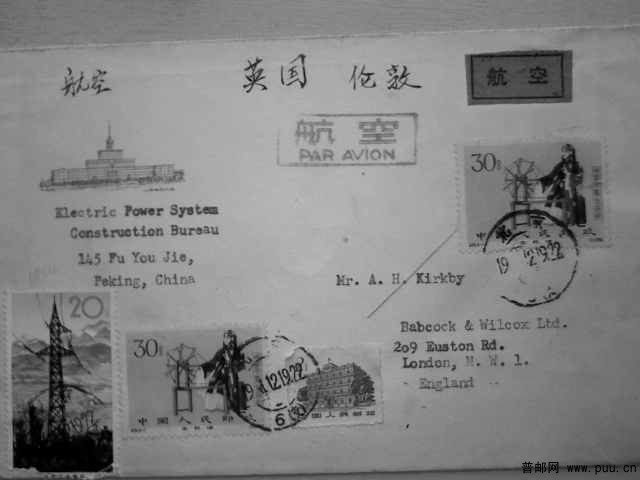 航空
英国 伦敦
航空
航空
PAR AVION
Electric Power System
Construction Bureau
145 Fu You Jie,
Peking, China
30
Mr. A. H. Kirkby
Babcock & Wilcox Ltd.
209 Euston Rd.
London, N. W. 1.
England
20
30
中国人民邮
普邮网 www.puu.cn